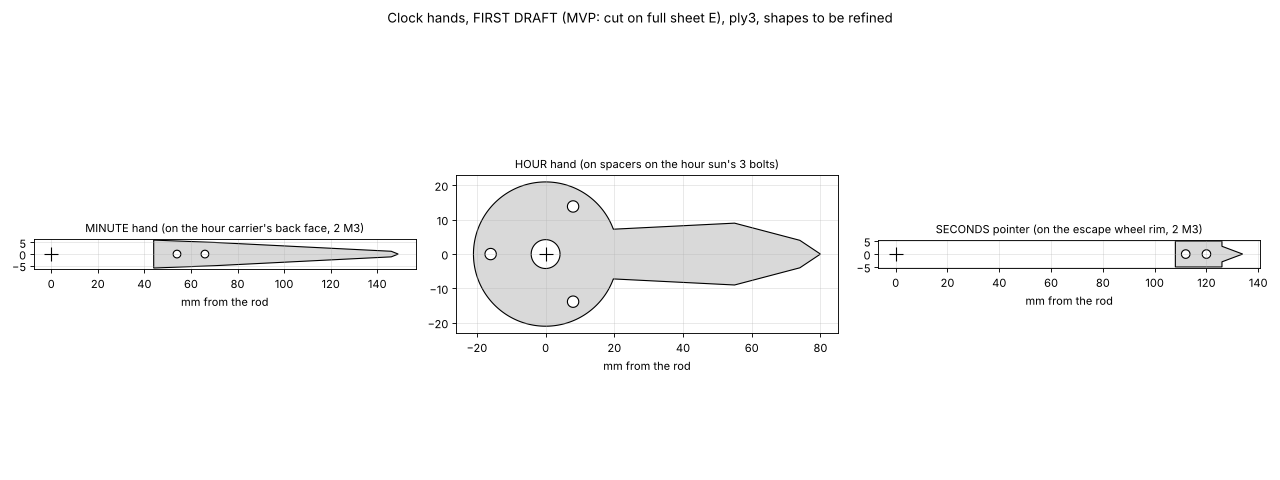 Clock hands, FIRST DRAFT (MVP: cut on full sheet E), ply3, shapes to be refined
MINUTE hand (on the hour carrier's back face, 2 M3)
5
0
−5
0 20 40 60 80 100 120 140
mm from the rod
HOUR hand (on spacers on the hour sun's 3 bolts)
20
10
0
−10
−20
−20 0 20 40 60 80
mm from the rod
SECONDS pointer (on the escape wheel rim, 2 M3)
5
0
−5
0 20 40 60 80 100 120 140
mm from the rod